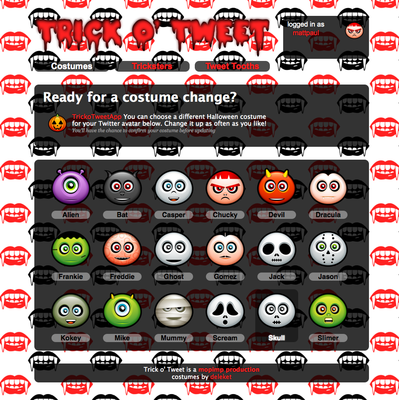 TRICK O' TWEET
logged in as
mattpaul
Costumes Tricksters Tweet Tooths
Ready for a costume change?
TrickoTweetApp You can choose a different Halloween costume
for your Twitter avatar below. Change it up as often as you like!
You'll have the chance to confirm your costume before updating
Alien Bat Casper Chucky Devil Dracula
Frankie Freddie Ghost Gomez Jack Jason
Kokey Mike Mummy Scream Skull Slimer
Trick o' Tweet is a mopimp production
costumes by deleket